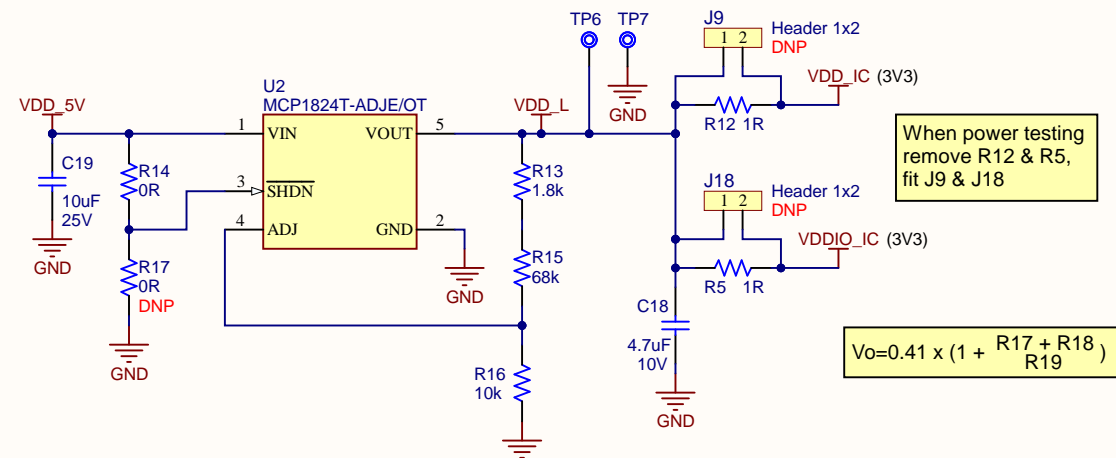 TP6 TP7
J9
Header 1x2
1 2
DNP
U2
MCP1824T-ADJE/OT
VDD_5V
VDD_L
VDD_IC (3V3)
1 VIN VOUT 5
GND
R12 1R
C19
10uF
25V
R14
0R
3 SHDN
R13
1.8k
When power testing
remove R12 & R5,
fit J9 & J18
J18
Header 1x2
1 2
DNP
4 ADJ GND 2
VDDIO_IC (3V3)
GND
R17
0R
DNP
GND
R15
68k
R5 1R
C18
4.7uF
10V
GND
R16
10k
GND
Vo=0.41 x (1 + R17 + R18 )
R19